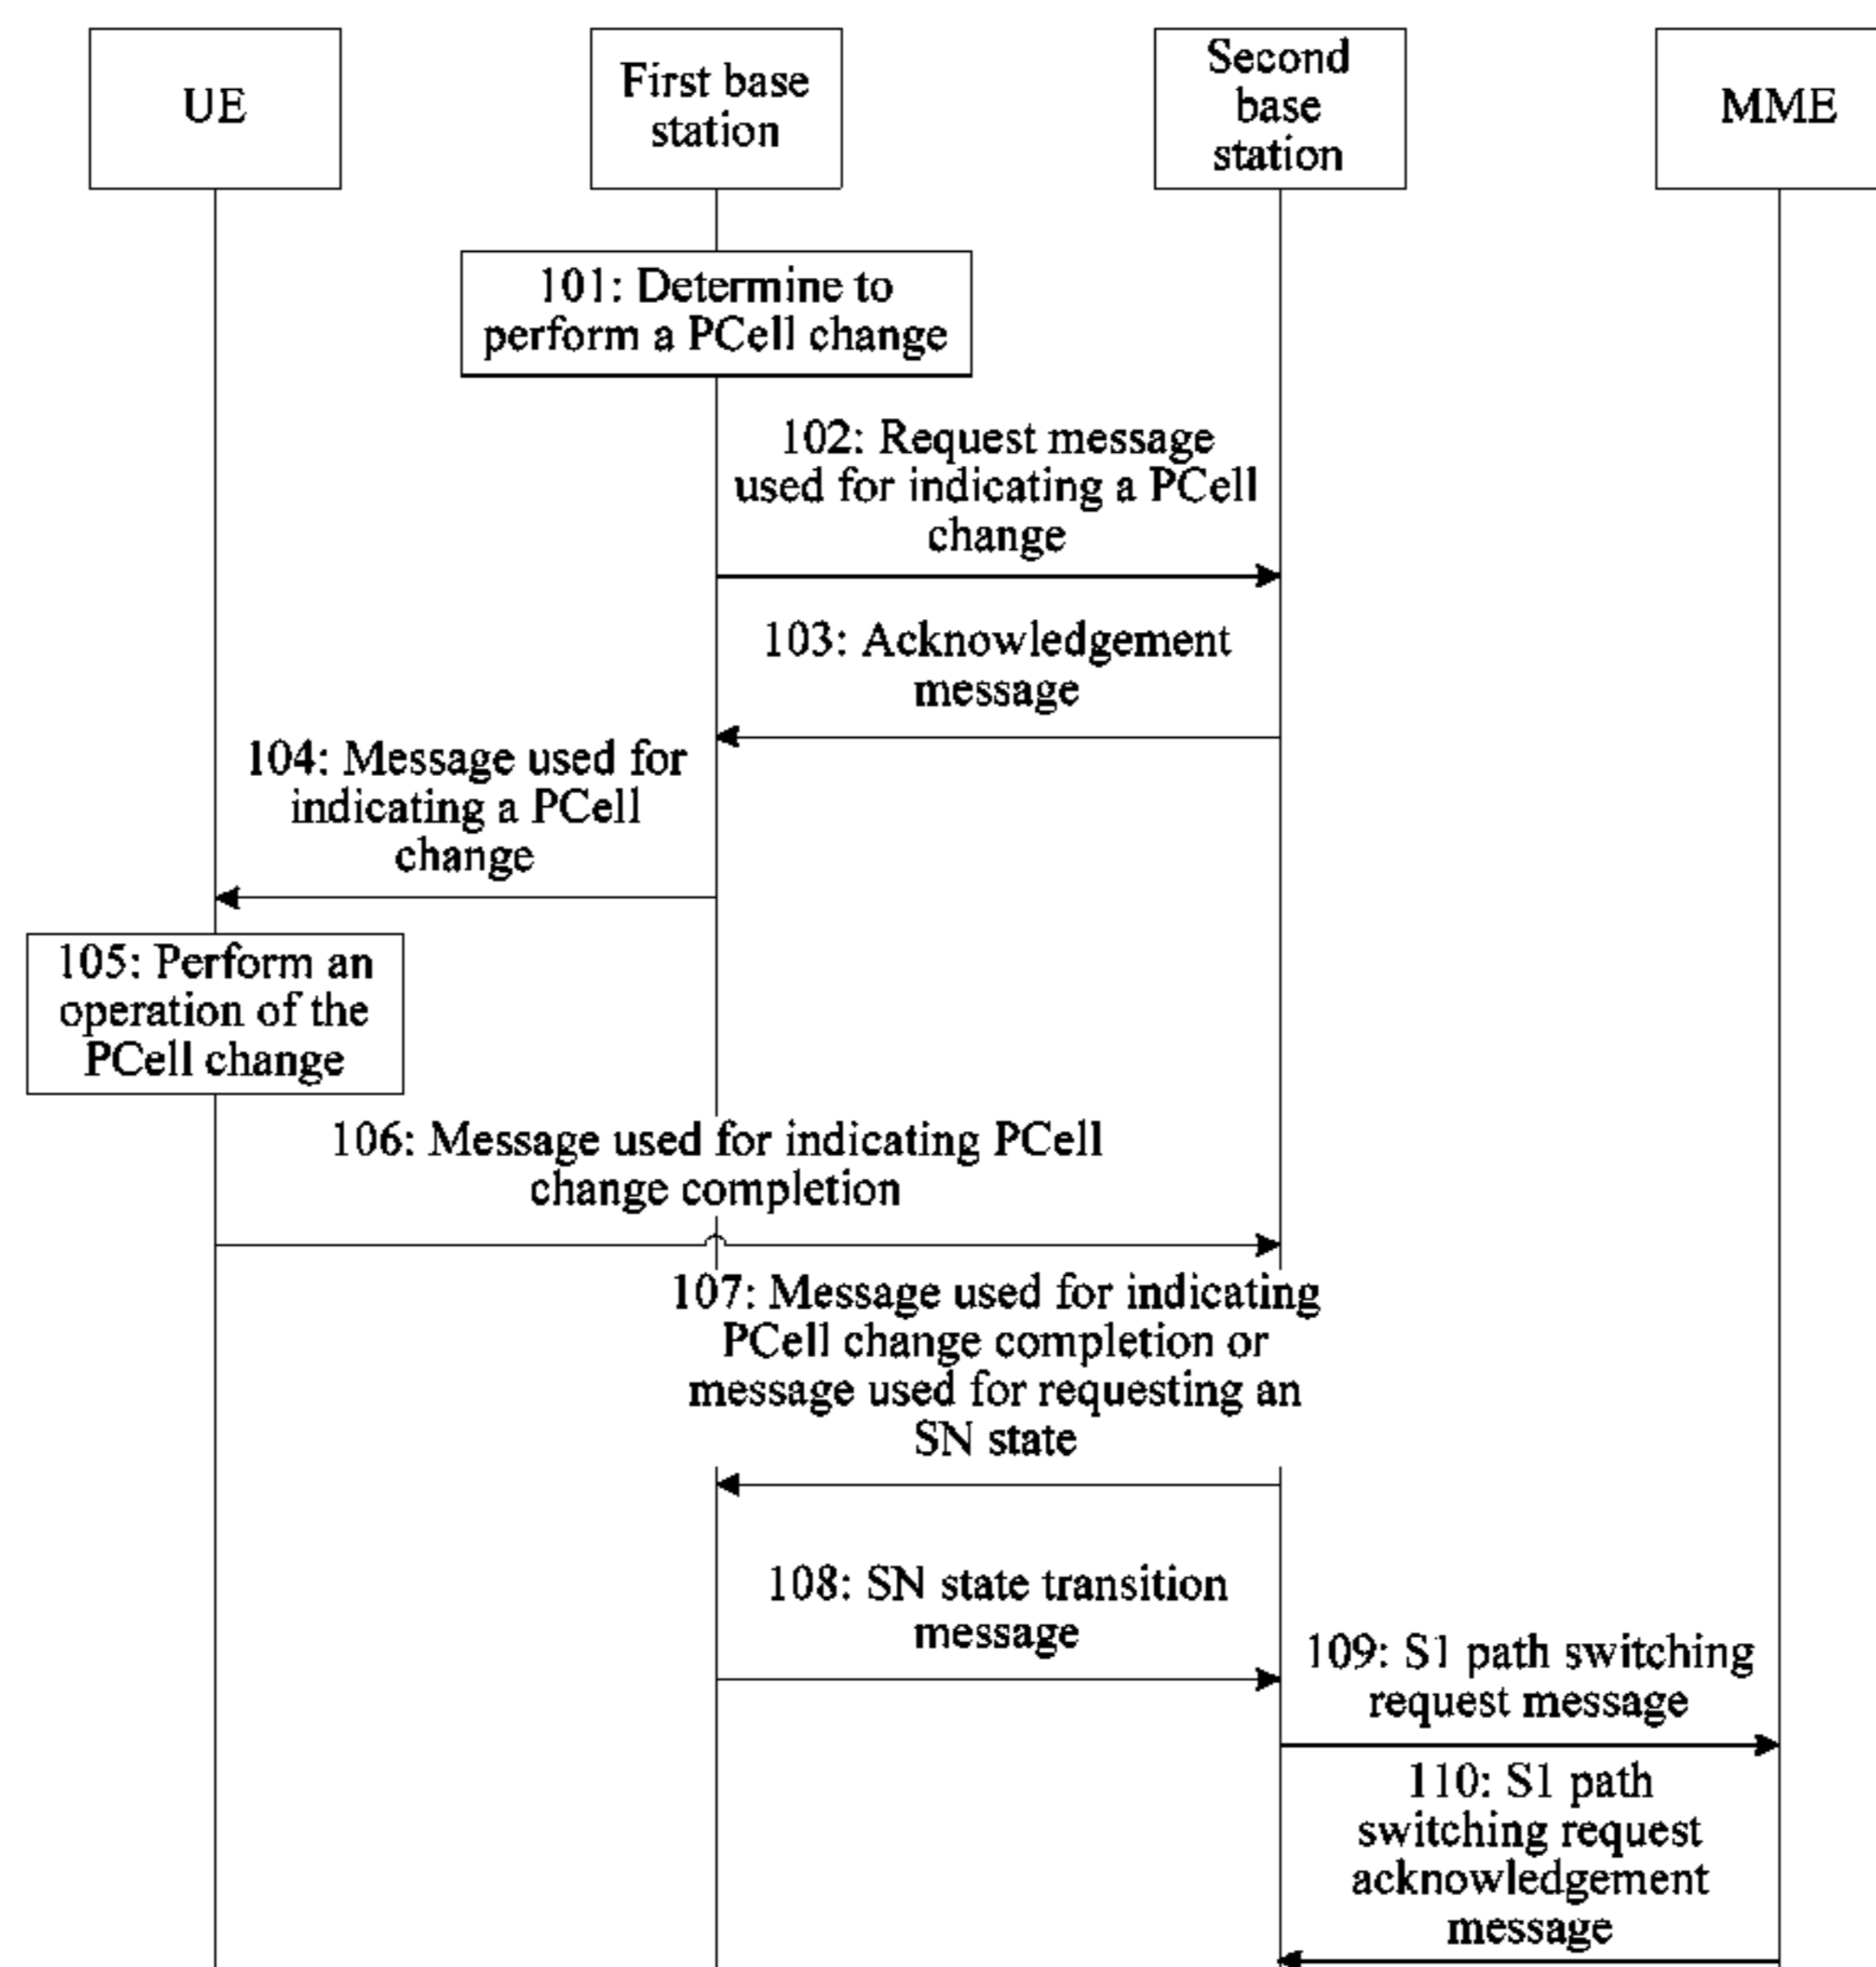 UE
First base
station
Second
base
station
MME
101: Determine to
perform a PCell change
102: Request message
used for indicating a PCell
change
103: Acknowledgement
message
104: Message used for
indicating a PCell
change
105: Perform an
operation of the
PCell change
106: Message used for indicating PCell
change completion
107: Message used for indicating
PCell change completion or
message used for requesting an
SN state
108: SN state transition
message
109: S1 path switching
request message
110: S1 path
switching request
acknowledgement
message